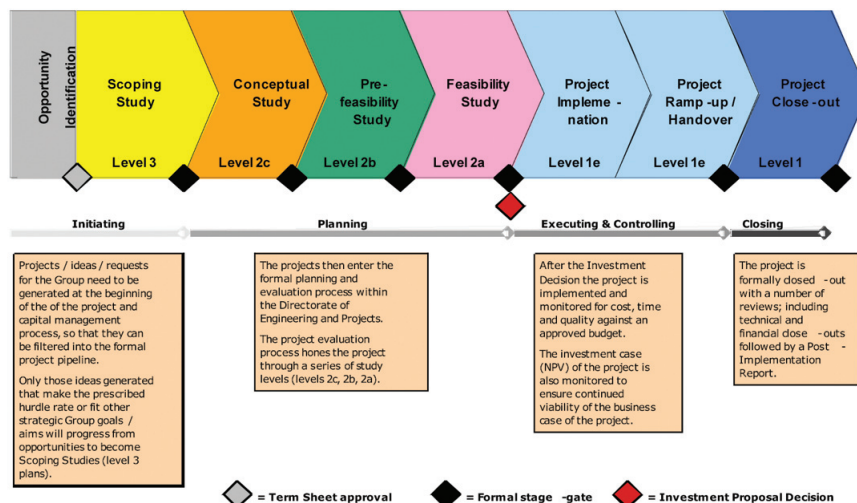 Opportunity
Identification
Scoping
Study
Level 3
Conceptual
Study
Level 2c
Pre-
feasibility
Study
Level 2b
Feasibility
Study
Level 2a
Project
Impleme -
nation
Level 1e
Project
Ramp -up /
Handover
Level 1e
Project
Close -out
Level 1
Initiating
Planning
Executing & Controlling
Closing
Projects / ideas / requests
for the Group need to be
generated at the beginning
of the of the project and
capital management
process, so that they can
be filtered into the formal
project pipeline.
Only those ideas generated
that make the prescribed
hurdle rate or fit other
strategic Group goals /
aims will progress from
opportunities to become
Scoping Studies (level 3
plans).
The projects then enter the
formal planning and
evaluation process within
the Directorate of
Engineering and Projects.
The project evaluation
process hones the project
through a series of study
levels (levels 2c, 2b, 2a).
After the Investment
Decision the project is
implemented and
monitored for cost, time
and quality against an
approved budget.
The investment case
(NPV) of the project is
also monitored to
ensure continued
viability of the business
case of the project.
The project is
formally closed -out
with a number of
reviews; including
technical and
financial close -outs
followed by a Post -
Implementation
Report.
= Term Sheet approval
= Formal stage -gate
= Investment Proposal Decision